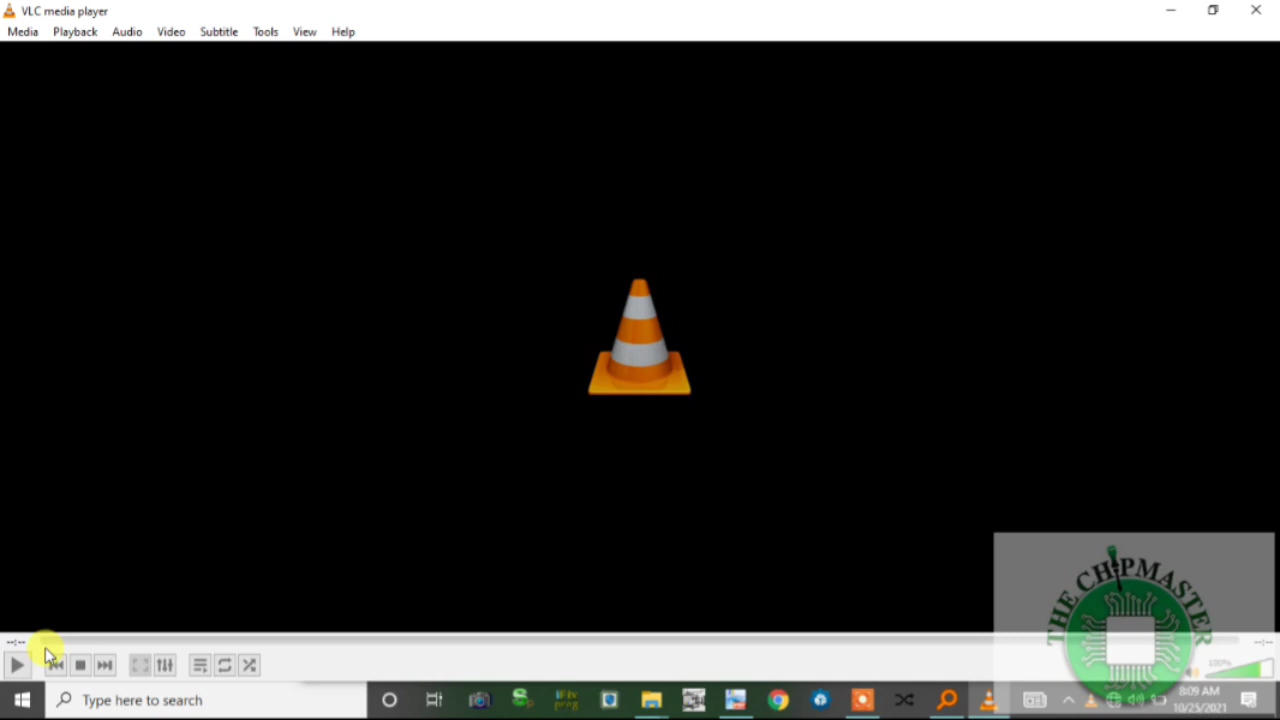 VLC media player
Media Playback Audio Video Subtitle Tools View Help
THE CHIPMASTER
--:-- --:--
100%
Type here to search
8:09 AM
10/25/2021